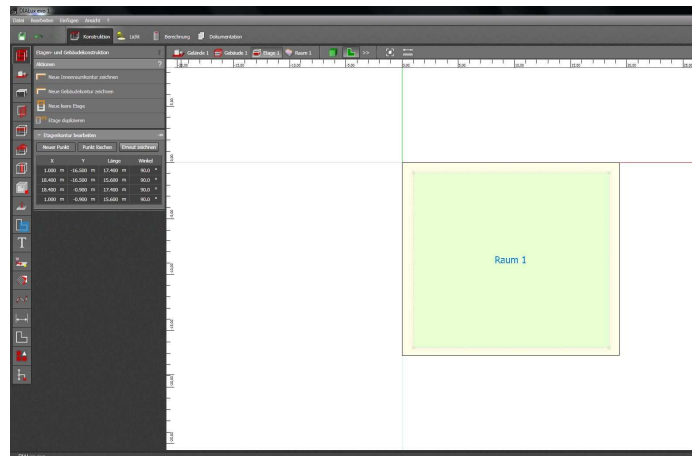 DIALux evo 1
Datei Bearbeiten Einfügen Ansicht ?
Konstruktion Licht Berechnung Dokumentation
Etagen- und Gebäudekonstruktion
Gelände 1 Gebäude 1 Etage 1 Raum 1 >>
Aktionen ?
Neue Innenraumkontur zeichnen
Neue Gebäudekontur zeichnen
Neue leere Etage
Etage duplizieren
Etagenkontur bearbeiten
Neuer Punkt Punkt löschen Erneut zeichnen
X Y Länge Winkel
1.000 m -16.500 m 17.400 m 90.0 °
18.400 m -16.500 m 15.600 m 90.0 °
18.400 m -0.900 m 17.400 m 90.0 °
1.000 m -0.900 m 15.600 m 90.0 °
Raum 1